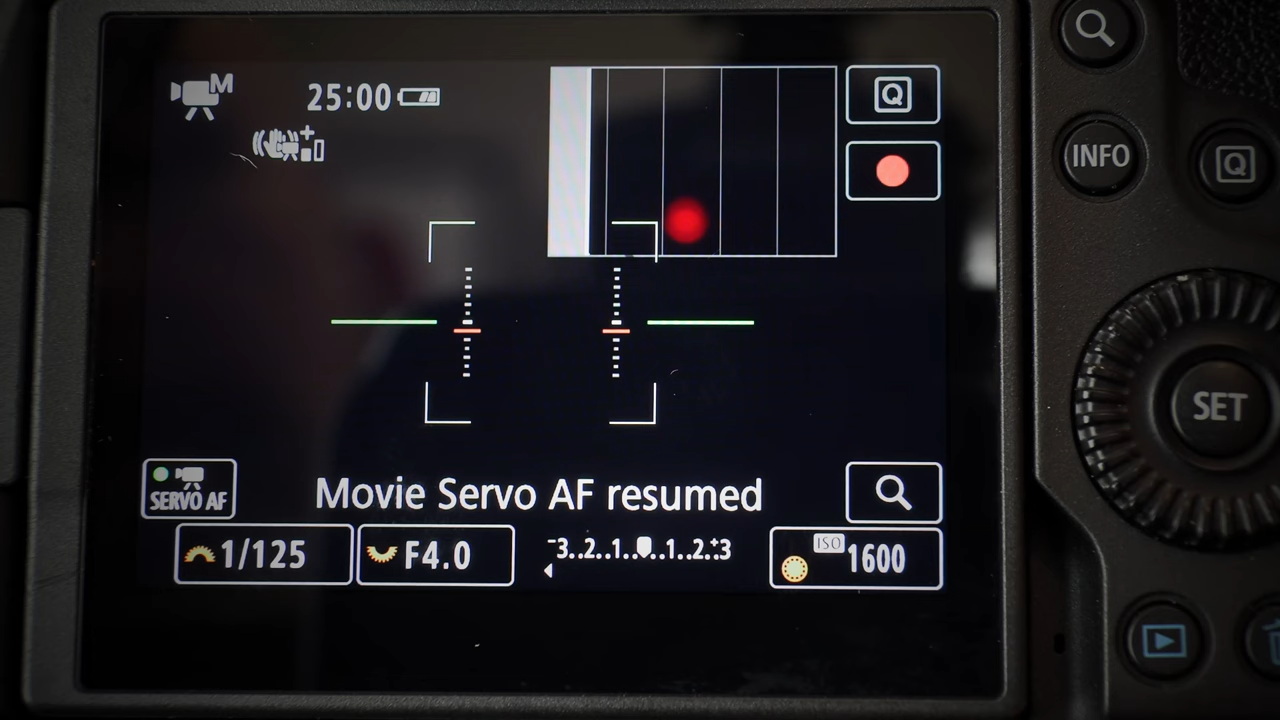 M
25:00
Q
INFO
Q
SET
SERVO AF
Movie Servo AF resumed
1/125
F4.0
-3..2..1..0..1..2..+3
ISO 1600